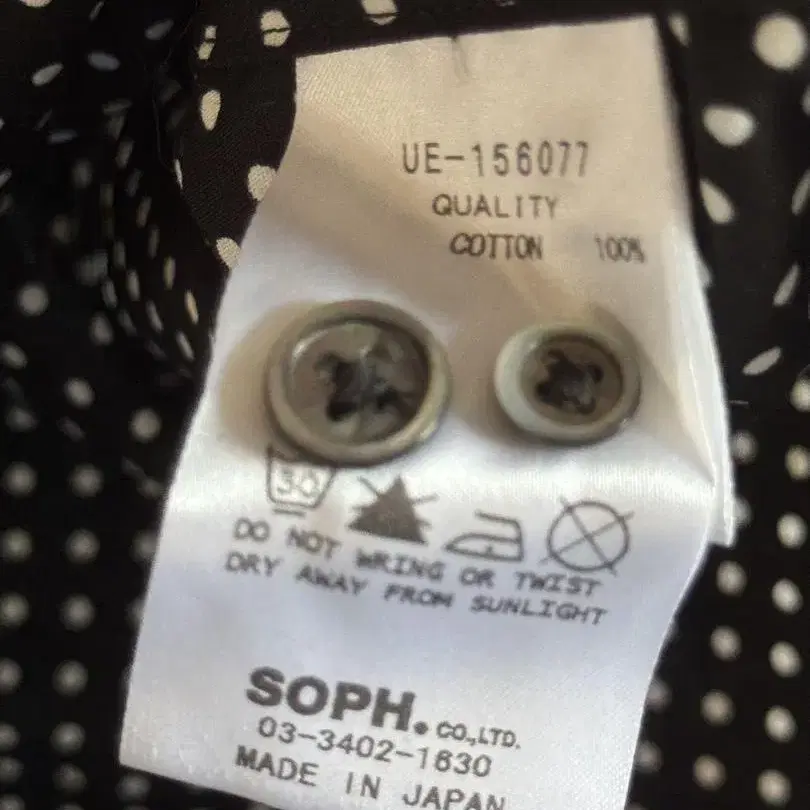 UE-156077
QUALITY
COTTON 100%
30
DO NOT WRING OR TWIST
DRY AWAY FROM SUNLIGHT
SOPH. CO.,LTD.
03-3402-1630
MADE IN JAPAN